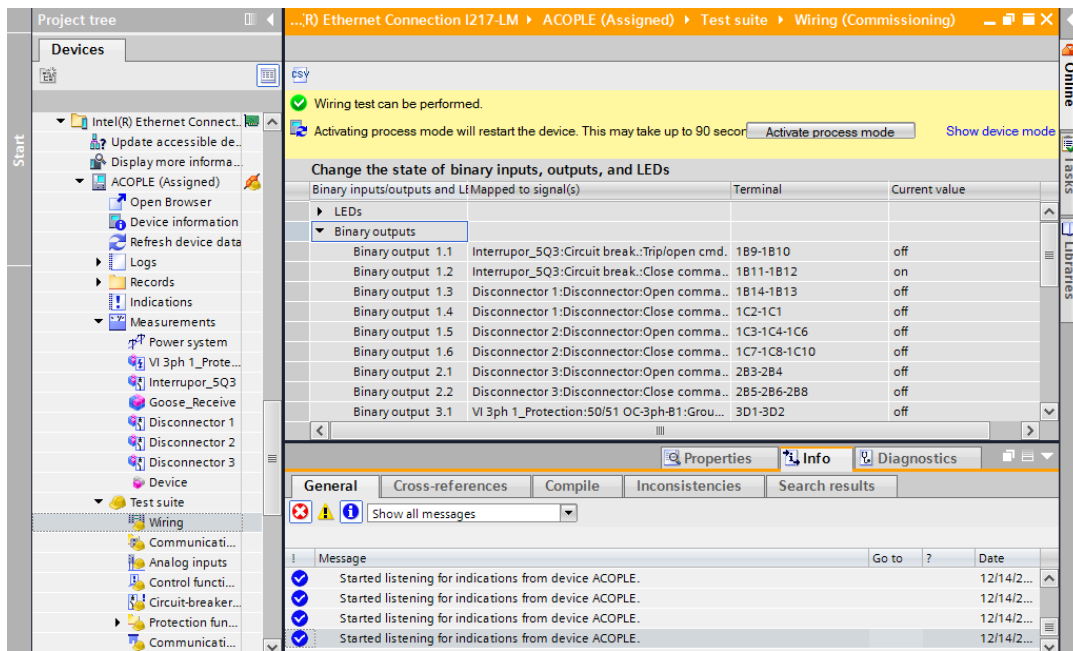 Project tree
...R) Ethernet Connection I217-LM ▸ ACOPLE (Assigned) ▸ Test suite ▸ Wiring (Commissioning)
Devices
Start
Intel(R) Ethernet Connect..
Update accessible de..
Display more informa..
ACOPLE (Assigned)
Open Browser
Device information
Refresh device data
Logs
Records
Indications
Measurements
Power system
VI 3ph 1_Prote...
Interrupor_5Q3
Goose_Receive
Disconnector 1
Disconnector 2
Disconnector 3
Device
Test suite
Wiring
Communicati...
Analog inputs
Control functi...
Circuit-breaker...
Protection fun...
Communicati...
csv
Wiring test can be performed.
Activating process mode will restart the device. This may take up to 90 secon
Activate process mode
Show device mode
Change the state of binary inputs, outputs, and LEDs
Binary inputs/outputs and LE Mapped to signal(s) Terminal Current value
LEDs
Binary outputs
Binary output 1.1 Interrupor_5Q3:Circuit break.:Trip/open cmd. 1B9-1B10 off
Binary output 1.2 Interrupor_5Q3:Circuit break.:Close comma.. 1B11-1B12 on
Binary output 1.3 Disconnector 1:Disconnector:Open comma.. 1B14-1B13 off
Binary output 1.4 Disconnector 1:Disconnector:Close comma.. 1C2-1C1 off
Binary output 1.5 Disconnector 2:Disconnector:Open comma.. 1C3-1C4-1C6 off
Binary output 1.6 Disconnector 2:Disconnector:Close comma.. 1C7-1C8-1C10 off
Binary output 2.1 Disconnector 3:Disconnector:Open comma.. 2B3-2B4 off
Binary output 2.2 Disconnector 3:Disconnector:Close comma.. 2B5-2B6-2B8 off
Binary output 3.1 VI 3ph 1_Protection:50/51 OC-3ph-B1:Grou... 3D1-3D2 off
Properties Info Diagnostics
General Cross-references Compile Inconsistencies Search results
Show all messages
! Message Go to ? Date
Started listening for indications from device ACOPLE. 12/14/2...
Started listening for indications from device ACOPLE. 12/14/2...
Started listening for indications from device ACOPLE. 12/14/2...
Started listening for indications from device ACOPLE. 12/14/2...
Online
Tasks
Libraries